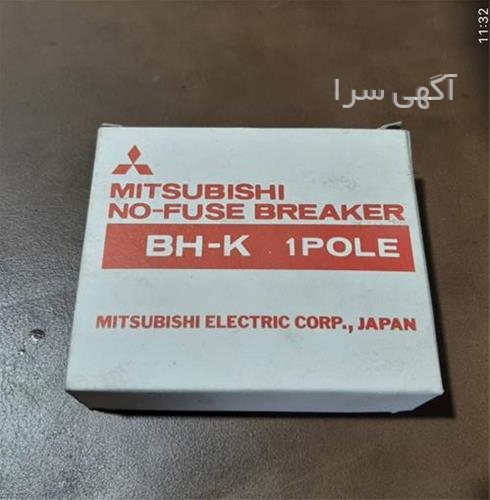 11:32
آگهی سرا
MITSUBISHI
NO-FUSE BREAKER
BH-K 1POLE
MITSUBISHI ELECTRIC CORP., JAPAN